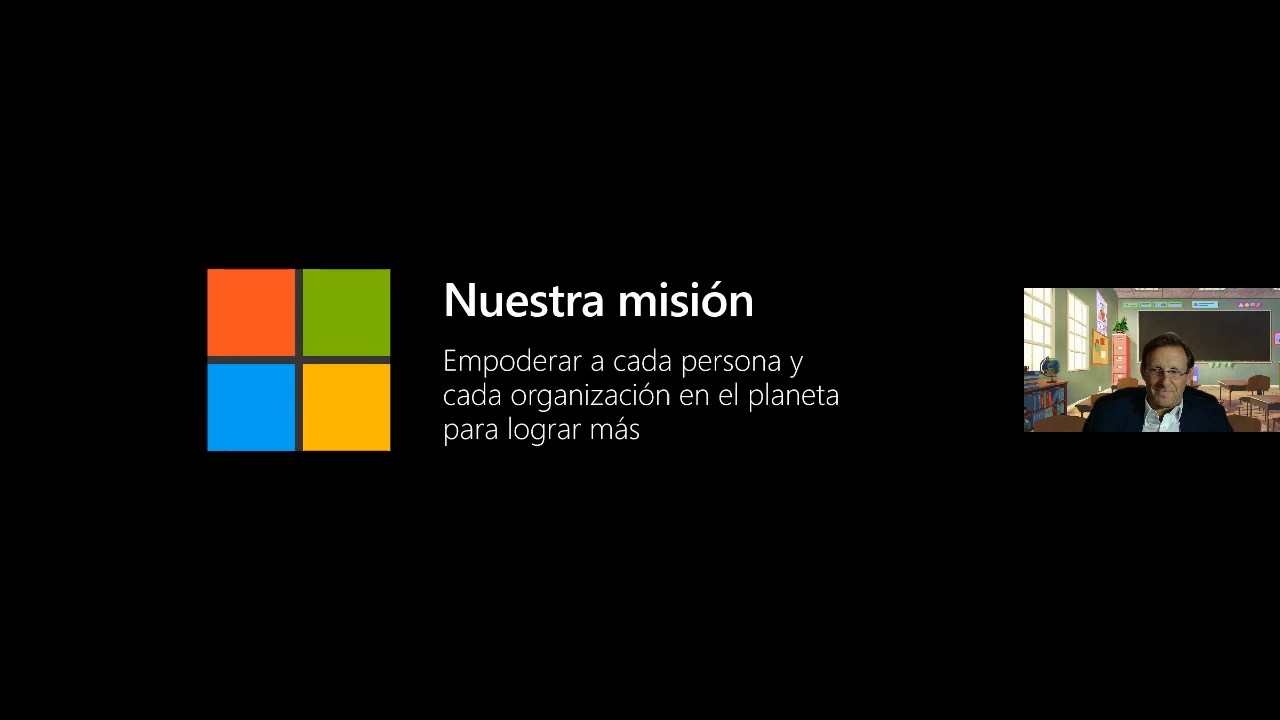 Nuestra misión
Empoderar a cada persona y
cada organización en el planeta
para lograr más